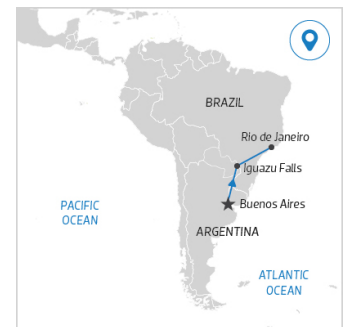 BRAZIL
Rio de Janeiro
Iguazu Falls
Buenos Aires
PACIFIC
OCEAN
ARGENTINA
ATLANTIC
OCEAN